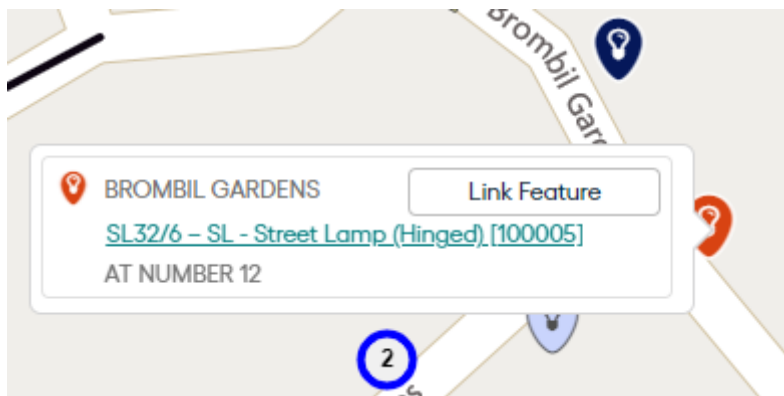 Brombil Gar
BROMBIL GARDENS
Link Feature
SL32/6 – SL - Street Lamp (Hinged) [100005]
AT NUMBER 12
2